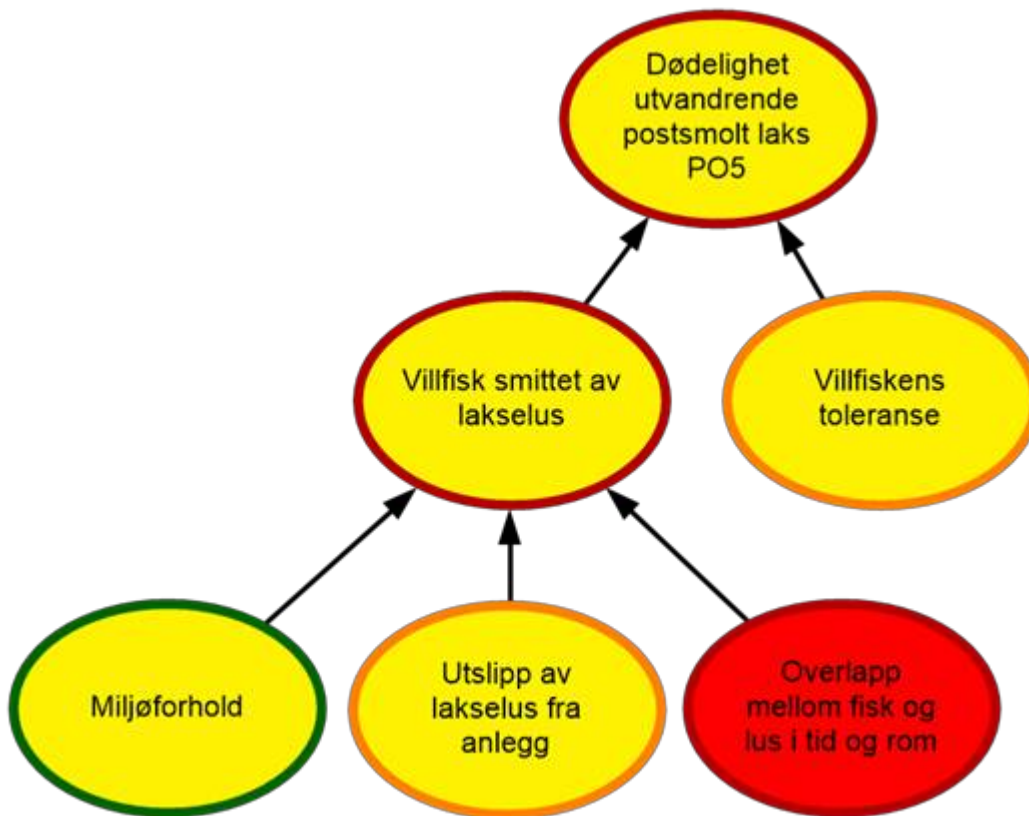 Dødelighet
utvandrende
postsmolt laks
PO5
Villfisk smittet av
lakselus
Villfiskens
toleranse
Miljøforhold
Utslipp av
lakselus fra
anlegg
Overlapp
mellom fisk og
lus i tid og rom